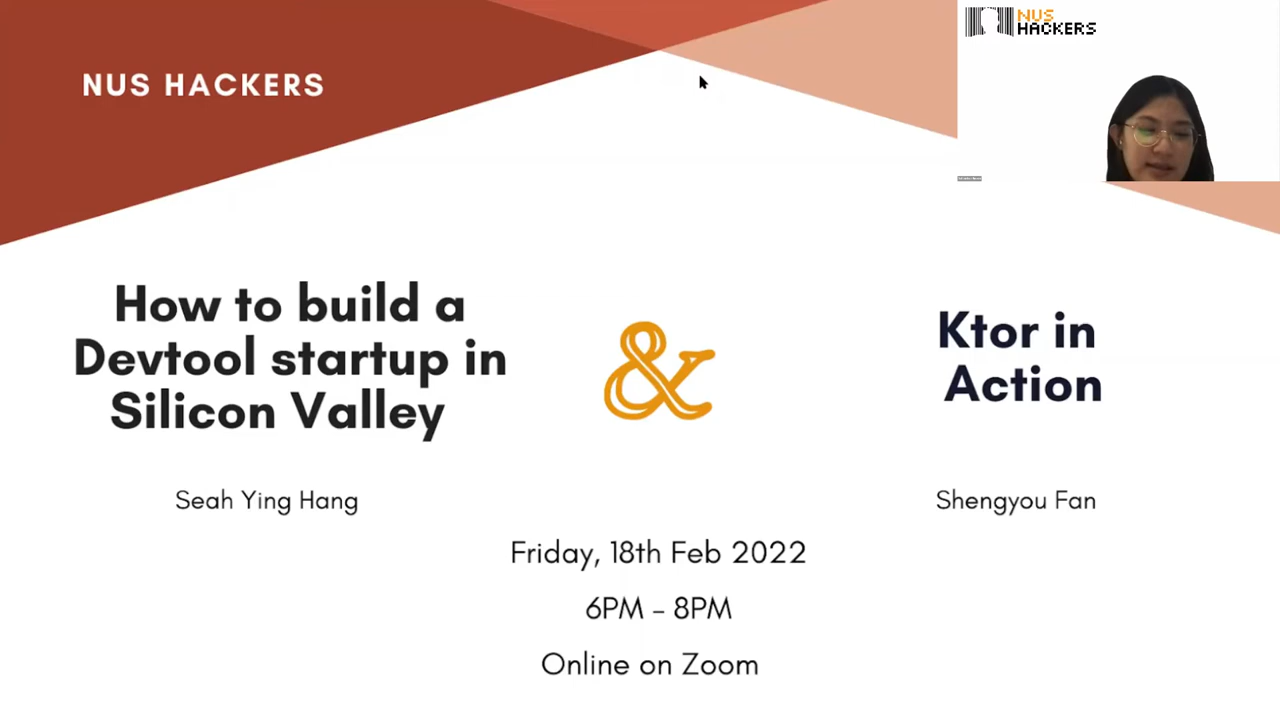 NUS HACKERS
NUS
HACKERS
How to build a
Devtool startup in
Silicon Valley
&
Ktor in
Action
Seah Ying Hang
Shengyou Fan
Friday, 18th Feb 2022
6PM – 8PM
Online on Zoom